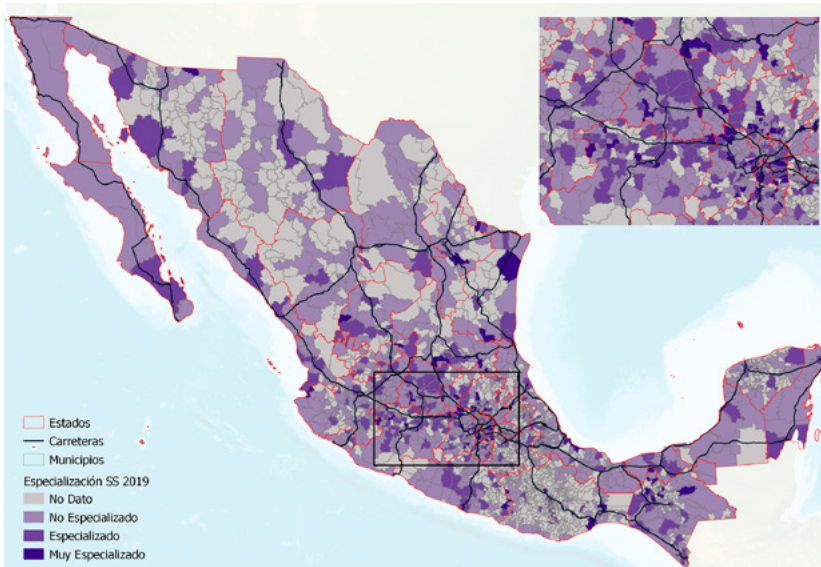 Estados
Carreteras
Municipios
Especialización SS 2019
No Dato
No Especializado
Especializado
Muy Especializado